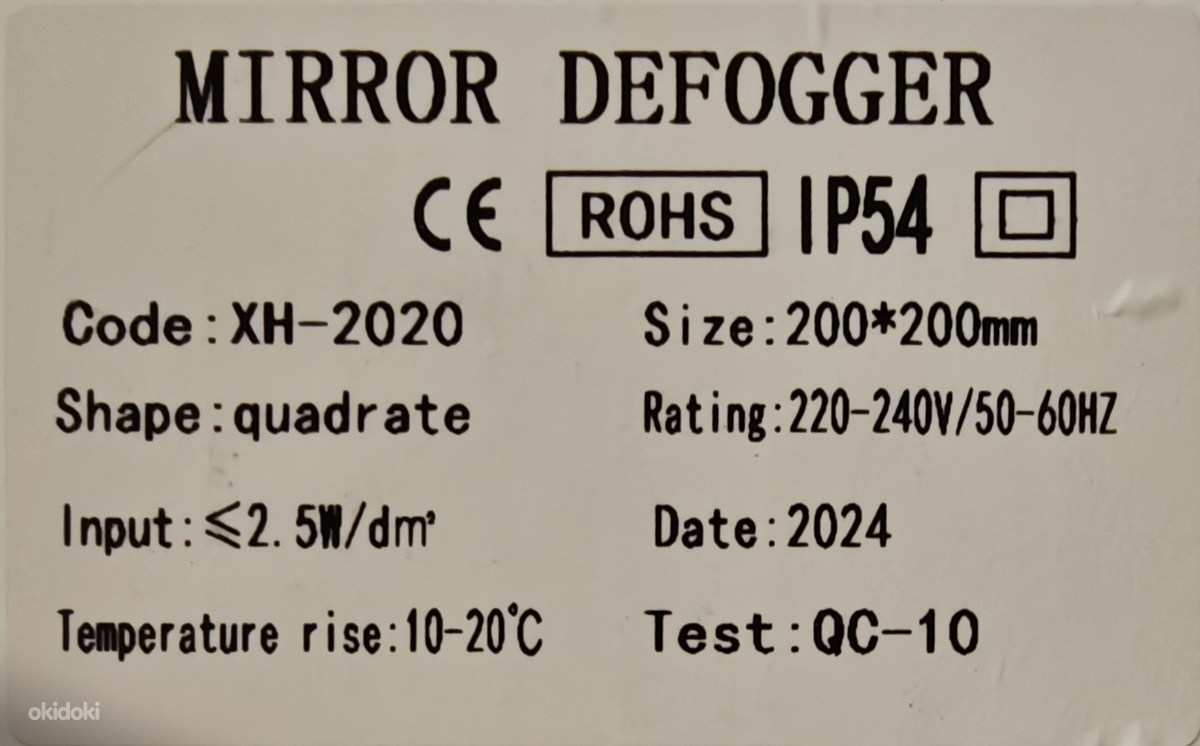 MIRROR DEFOGGER
CE ROHS IP54
Code:XH-2020 Size:200*200mm
Shape:quadrate Rating:220-240V/50-60HZ
Input:≤2.5W/dm² Date:2024
Temperature rise:10-20℃ Test:QC-10
okidoki